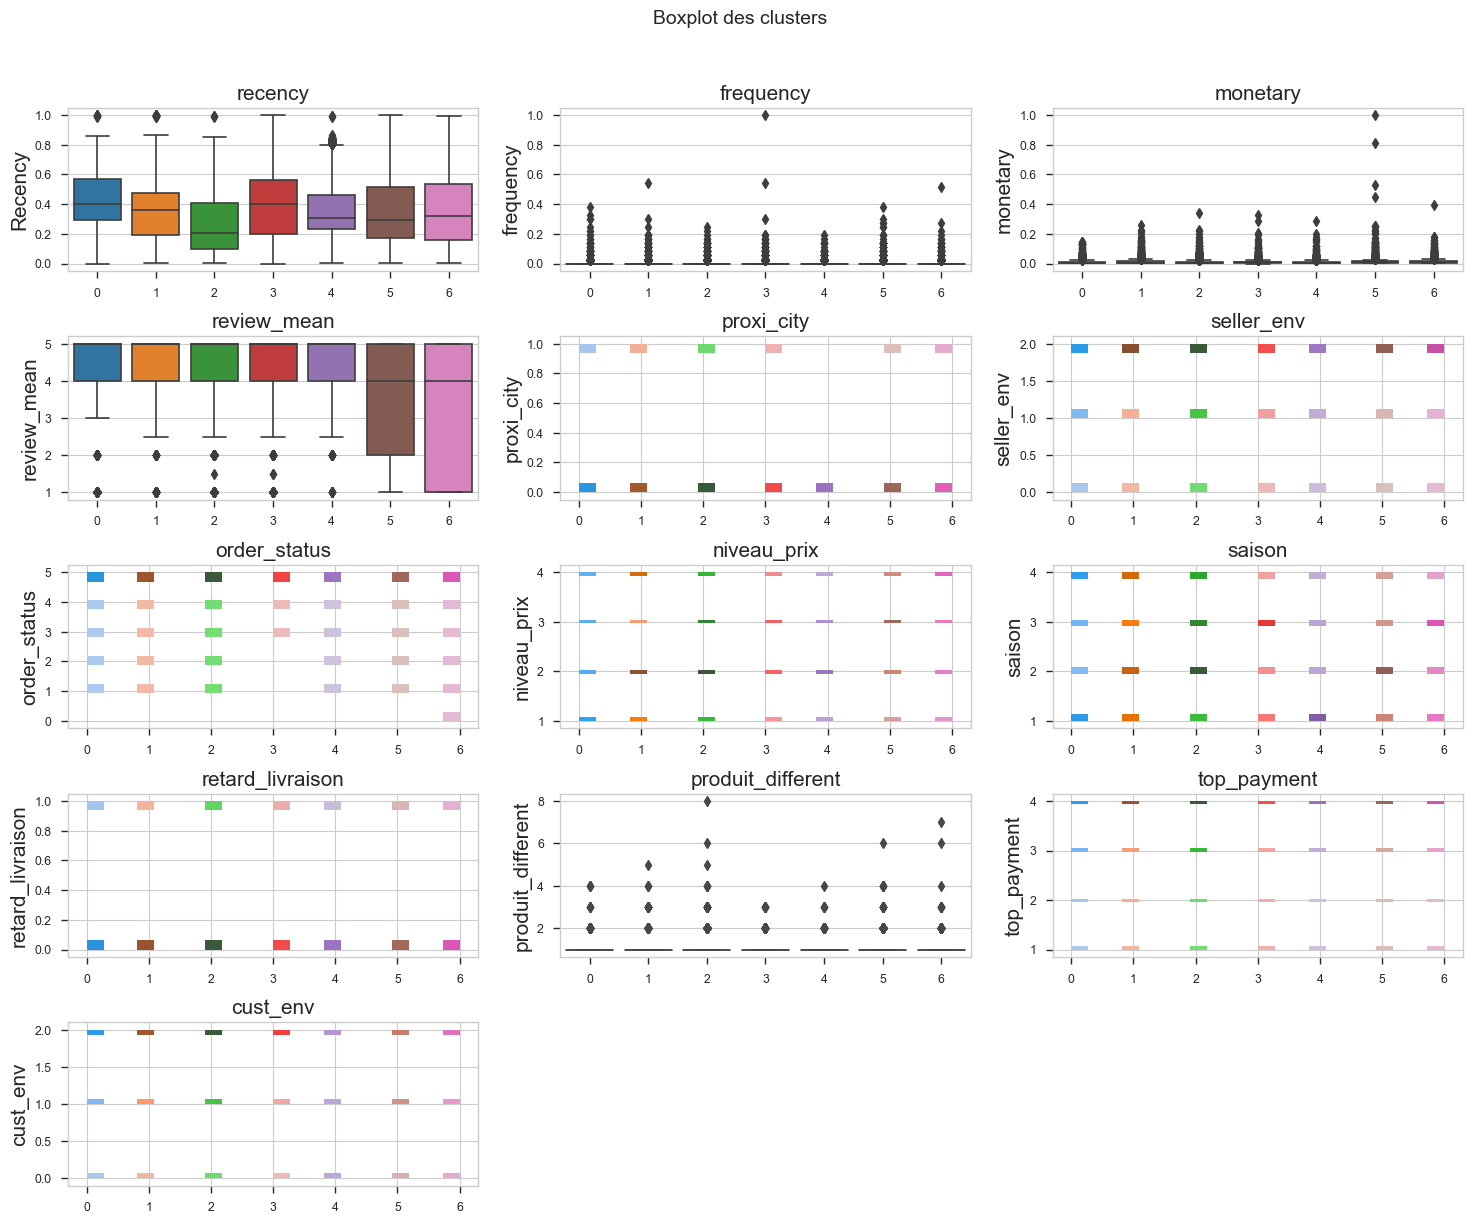 Boxplot des clusters
recency
frequency
monetary
Recency
1.0
0.8
0.6
0.4
0.2
0.0
0 1 2 3 4 5 6
frequency
1.0
0.8
0.6
0.4
0.2
0.0
0 1 2 3 4 5 6
monetary
1.0
0.8
0.6
0.4
0.2
0.0
0 1 2 3 4 5 6
review_mean
proxi_city
seller_env
review_mean
5
4
3
2
1
0 1 2 3 4 5 6
proxi_city
1.0
0.8
0.6
0.4
0.2
0.0
0 1 2 3 4 5 6
seller_env
2.0
1.5
1.0
0.5
0.0
0 1 2 3 4 5 6
order_status
niveau_prix
saison
order_status
5
4
3
2
1
0
0 1 2 3 4 5 6
niveau_prix
4
3
2
1
0 1 2 3 4 5 6
saison
4
3
2
1
0 1 2 3 4 5 6
retard_livraison
produit_different
top_payment
retard_livraison
1.0
0.8
0.6
0.4
0.2
0.0
0 1 2 3 4 5 6
produit_different
8
6
4
2
0 1 2 3 4 5 6
top_payment
4
3
2
1
0 1 2 3 4 5 6
cust_env
cust_env
2.0
1.5
1.0
0.5
0.0
0 1 2 3 4 5 6